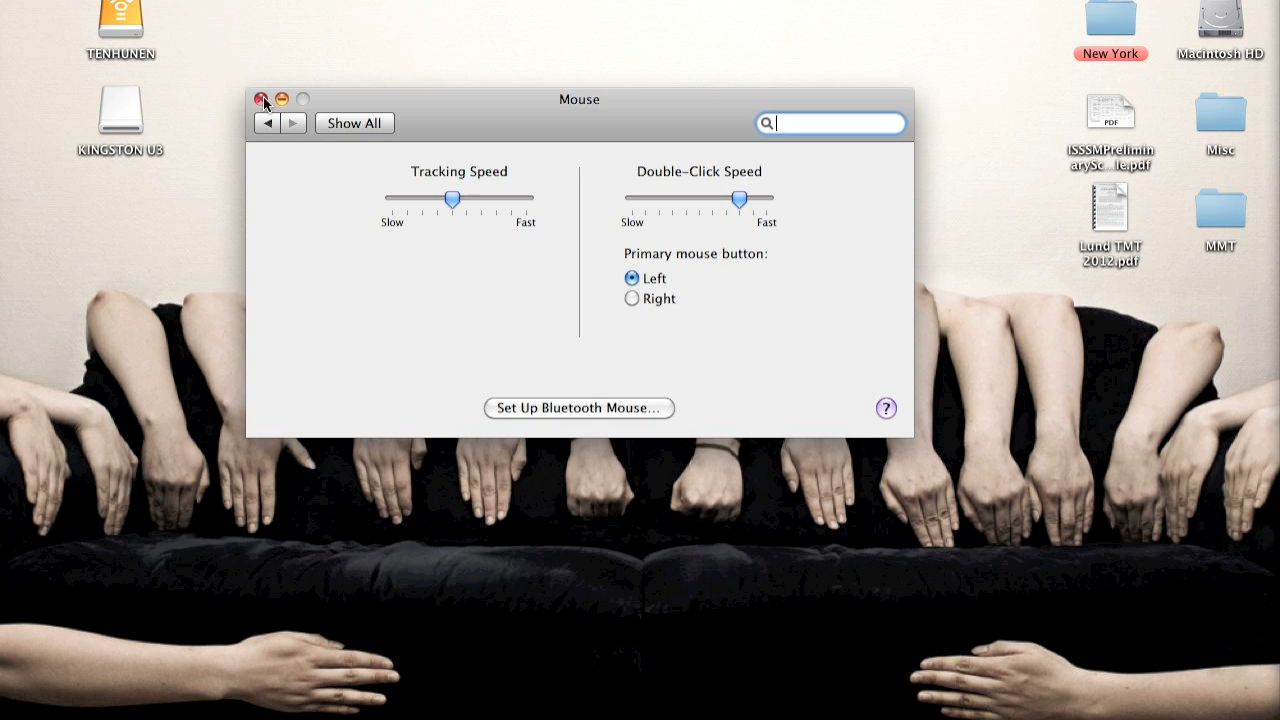 TENHUNEN
New York
Macintosh HD
Mouse
Show All
KINGSTON U3
PDF
ISSSMPrelimin
arySc...le.pdf
Misc
Tracking Speed
Slow
Fast
Double-Click Speed
Slow
Fast
Primary mouse button:
Left
Right
Lund TMT
2012.pdf
MMT
Set Up Bluetooth Mouse...
?